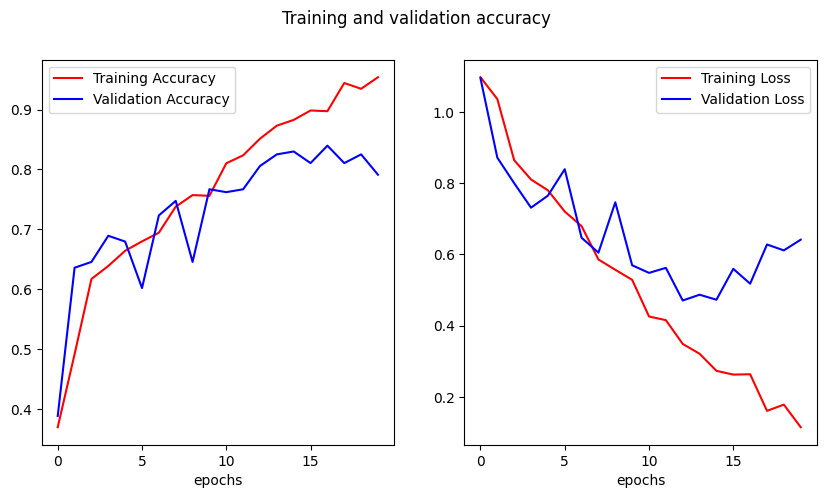 Training and validation accuracy
Training Accuracy
Validation Accuracy
0.9
0.8
0.7
0.6
0.5
0.4
0
5
10
15
epochs
Training Loss
Validation Loss
1.0
0.8
0.6
0.4
0.2
0
5
10
15
epochs